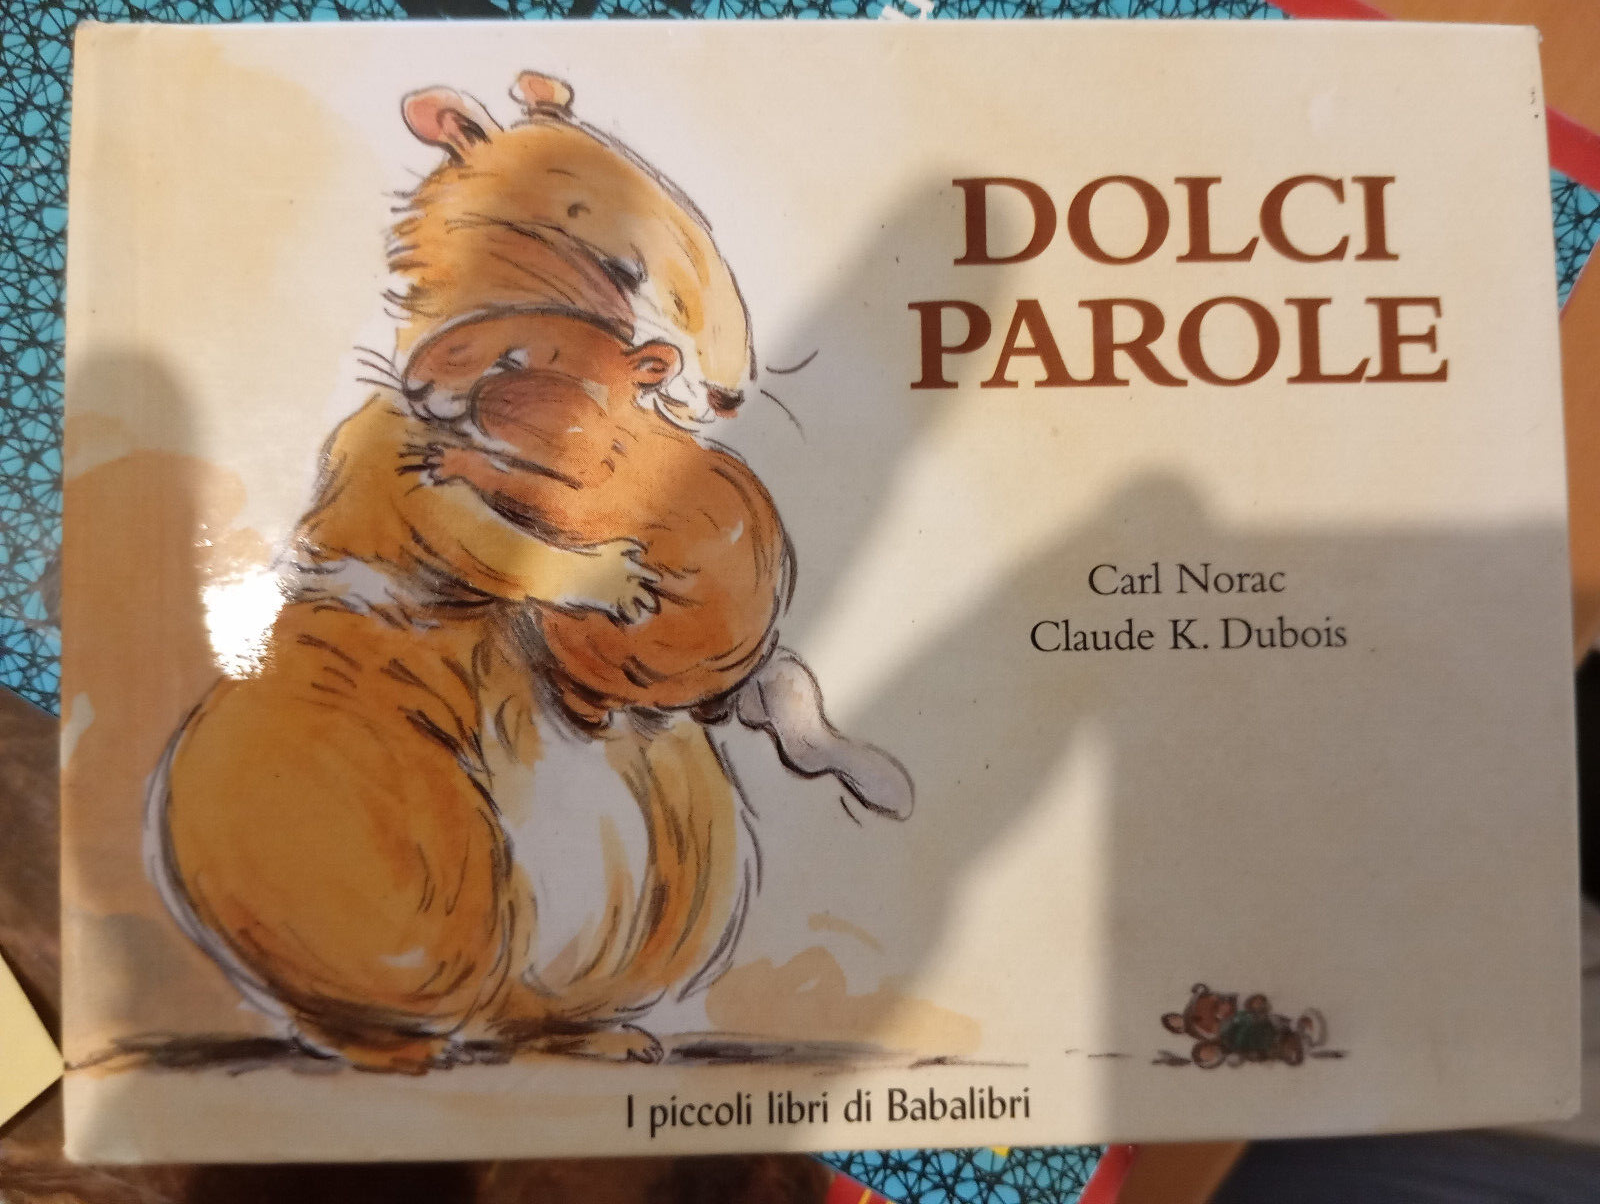 DOLCI
PAROLE
Carl Norac
Claude K. Dubois
I piccoli libri di Babalibri